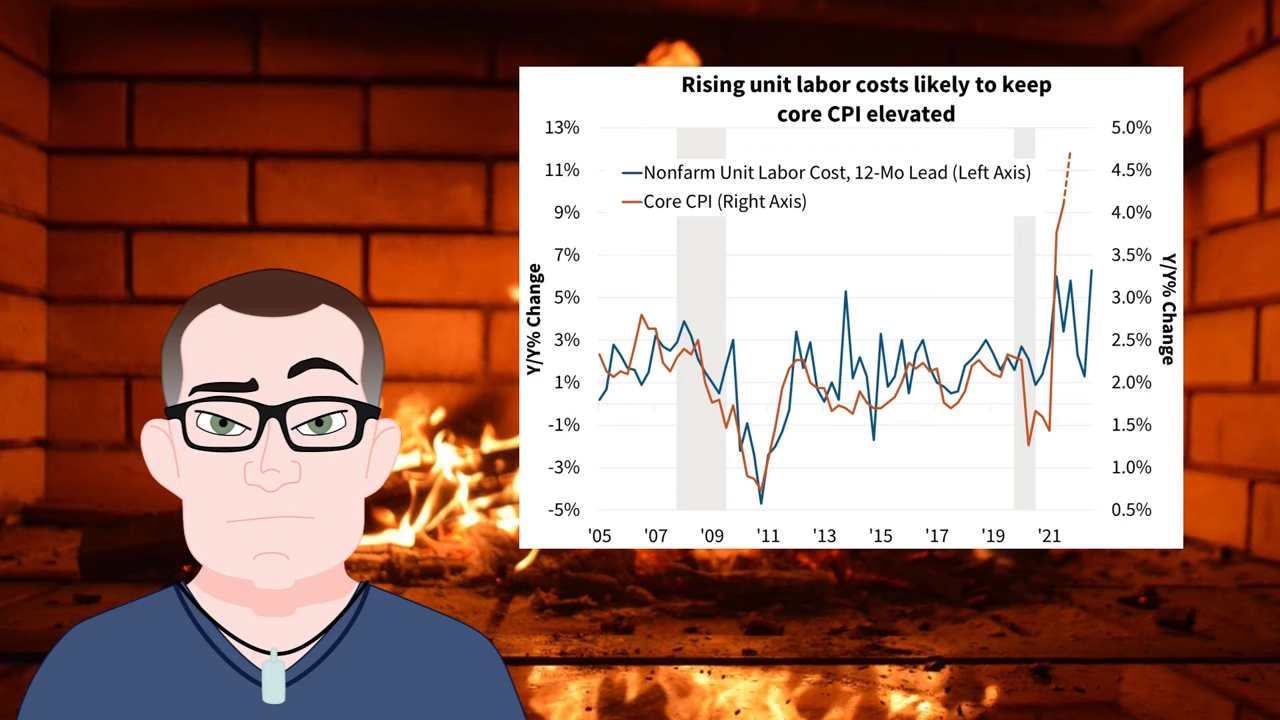 Rising unit labor costs likely to keep
core CPI elevated
13%
5.0%
Nonfarm Unit Labor Cost, 12-Mo Lead (Left Axis)
11%
4.5%
Core CPI (Right Axis)
9%
4.0%
7%
3.5%
5%
3.0%
3%
2.5%
1%
2.0%
-1%
1.5%
-3%
1.0%
-5%
0.5%
Y/Y% Change
Y/Y% Change
'05 '07 '09 '11 '13 '15 '17 '19 '21